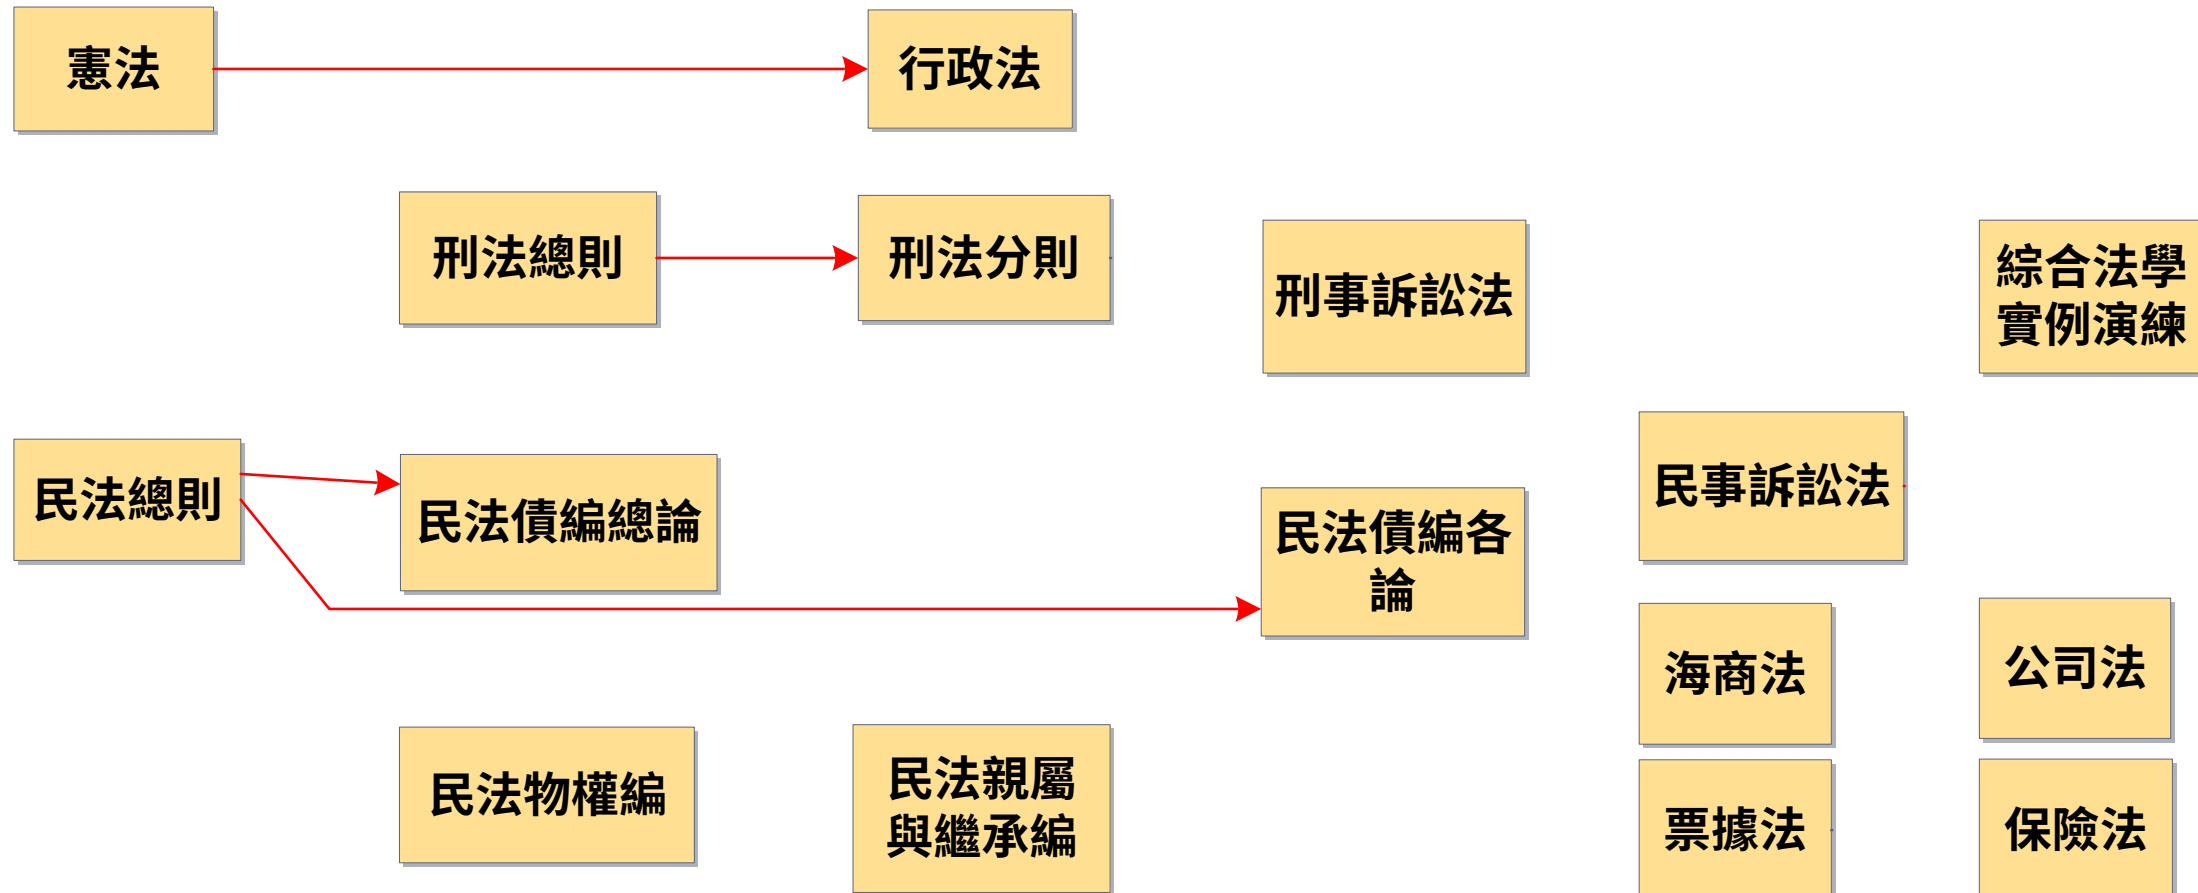 憲法
行政法
刑法總則
刑法分則
刑事訴訟法
綜合法學
實例演練
民法總則
民法債編總論
民法債編各
論
民事訴訟法
海商法
公司法
民法物權編
民法親屬
與繼承編
票據法
保險法